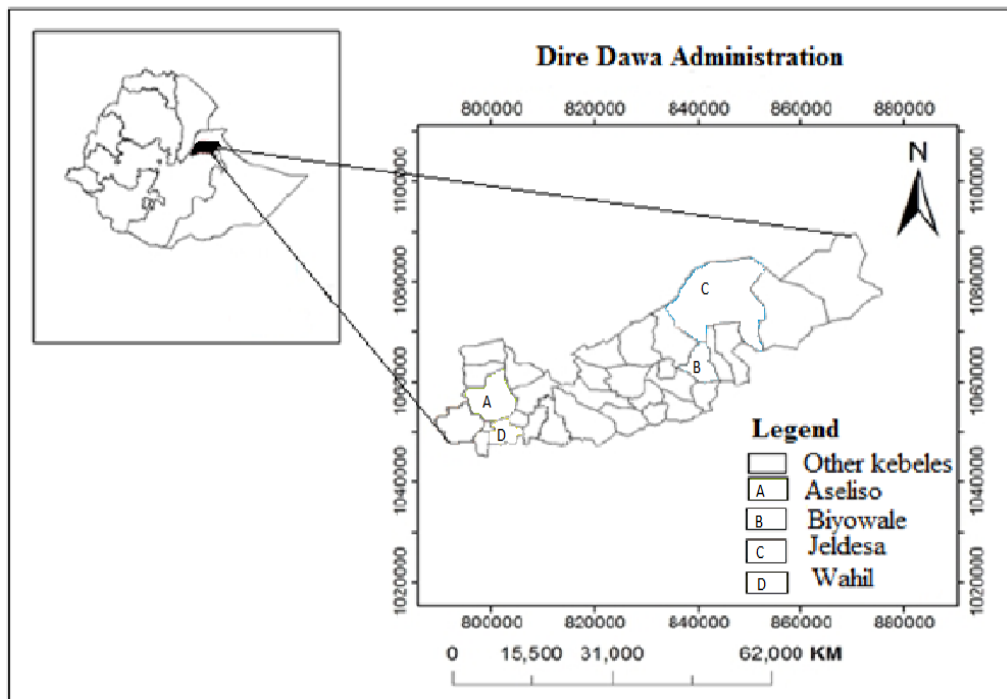 Dire Dawa Administration
800000 820000 840000 860000 880000
N
1100000 1100000
1080000 1080000
C
1060000 1060000
B
A
D
Legend
Other kebeles
A Aseliso
B Biyowale
C Jeldesa
D Wahil
1040000 1040000
1020000 1020000
800000 820000 840000 860000 880000
0 15,500 31,000 62,000 KM